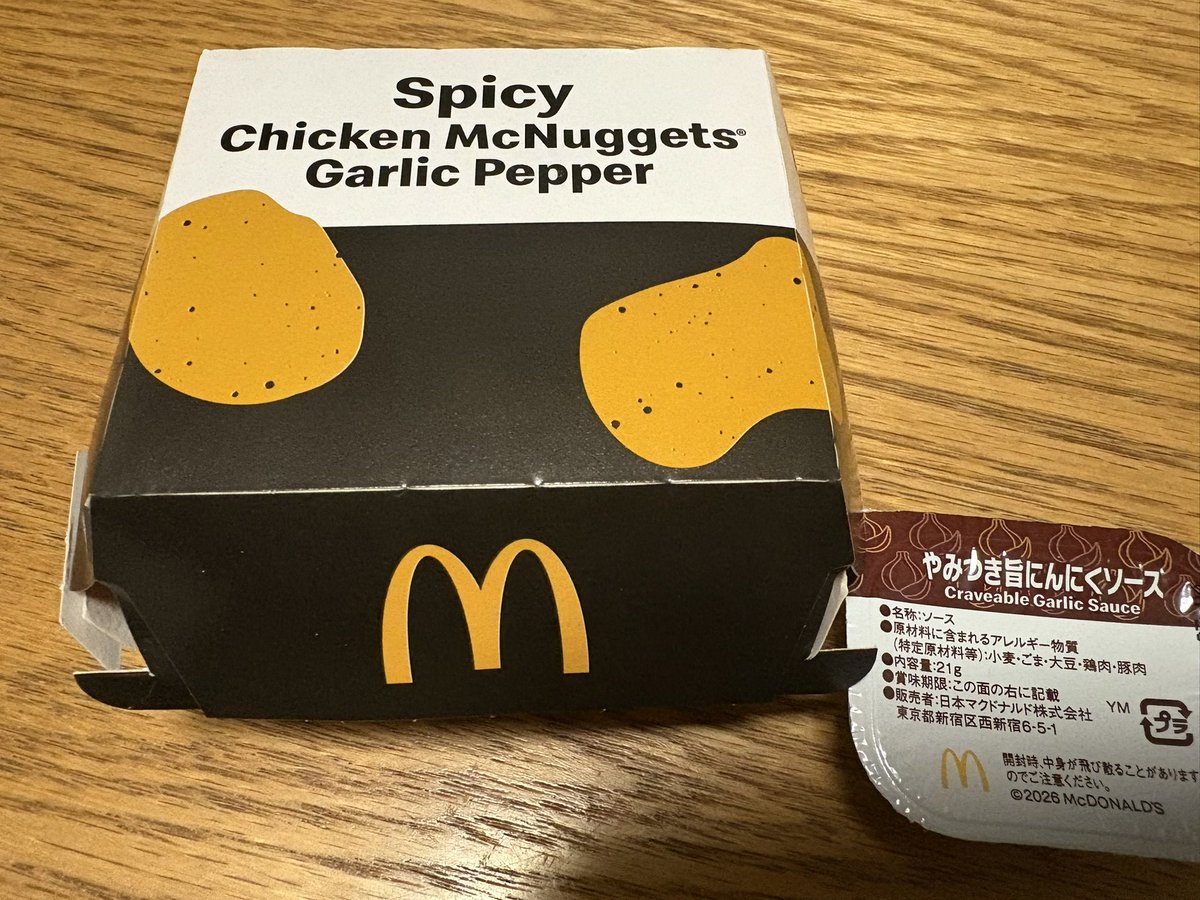 Spicy
Chicken McNuggets®
Garlic Pepper
やみつき旨にんにくソース
Craveable Garlic Sauce
●名称:ソース
●原材料に含まれるアレルギー物質
(特定原材料等):小麦・ごま・大豆・鶏肉・豚肉
●内容量:21g
●賞味期限:この面の右に記載
●販売者:日本マクドナルド株式会社
東京都新宿区西新宿6-5-1
YM
プラ
開封時、中身が飛び散ることがあります
のでご注意ください。
©2026 McDONALD'S